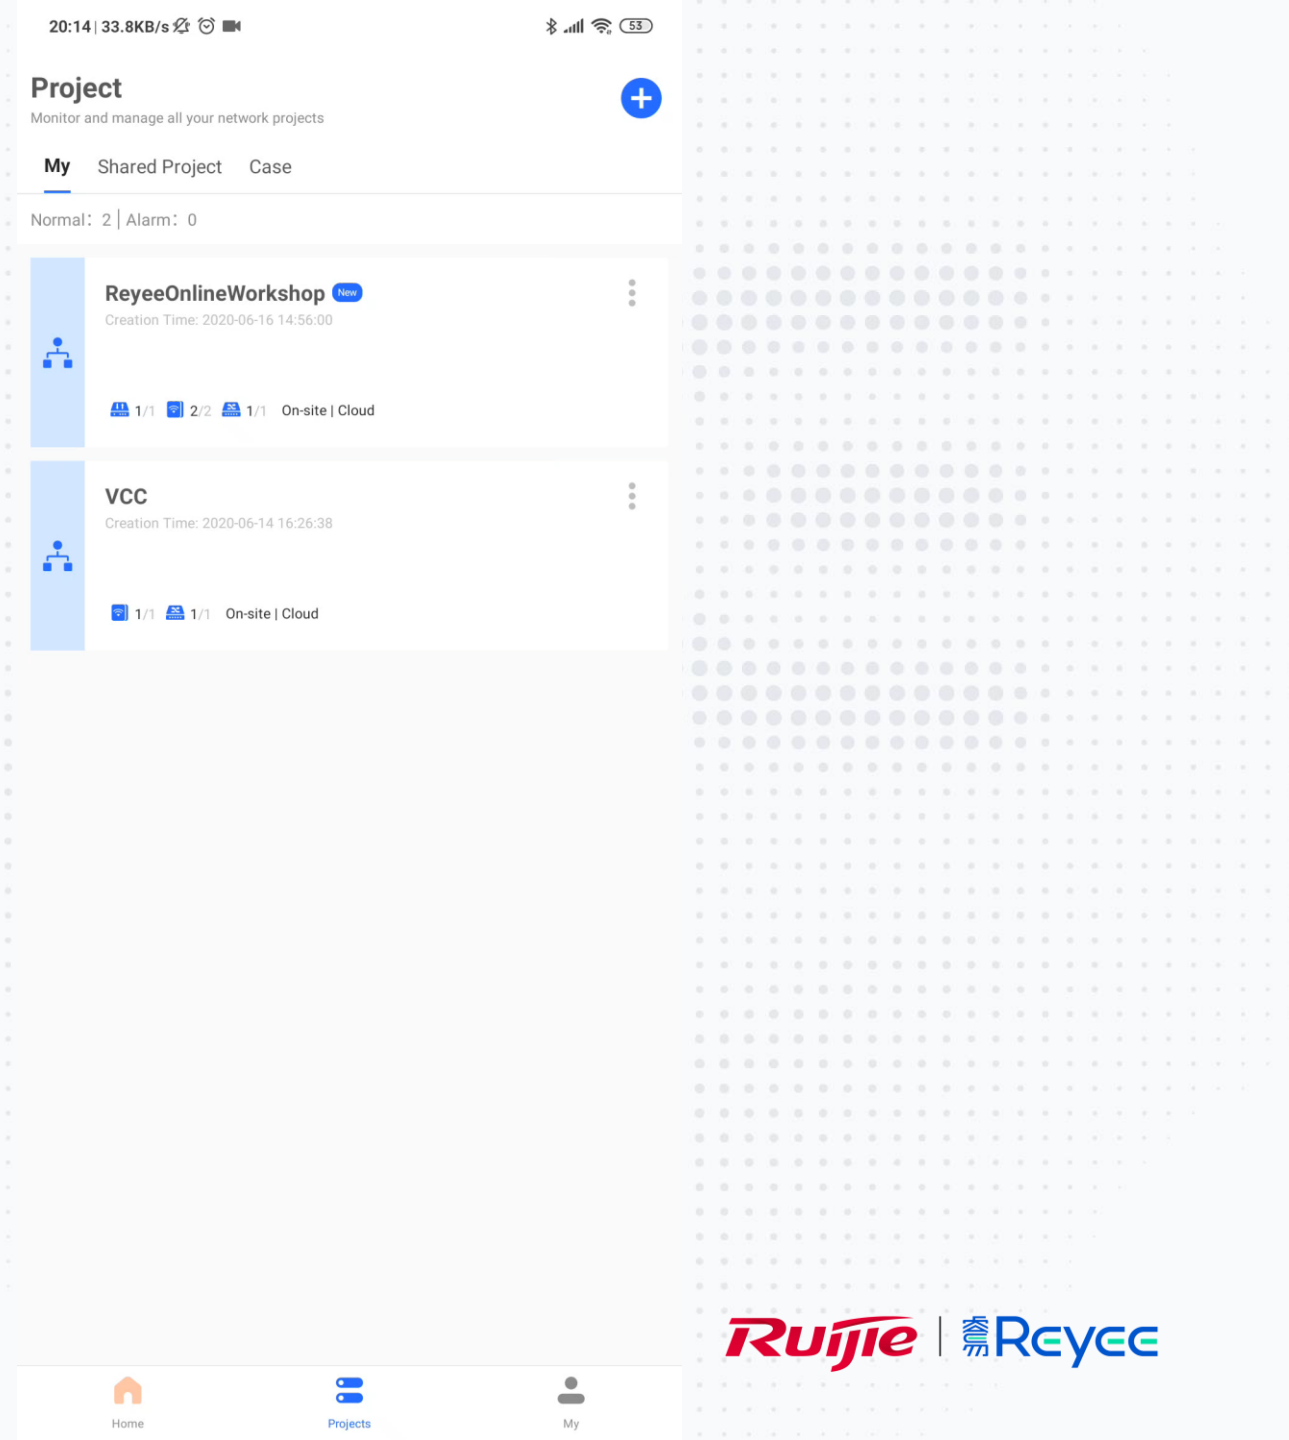 20:14 | 33.8KB/s
53
Project
Monitor and manage all your network projects
My Shared Project Case
Normal： 2 | Alarm： 0
ReyeeOnlineWorkshop New
Creation Time: 2020-06-16 14:56:00
1/1 2/2 1/1 On-site | Cloud
VCC
Creation Time: 2020-06-14 16:26:38
1/1 1/1 On-site | Cloud
Ruijie | 睿易 Reyee
Home Projects My